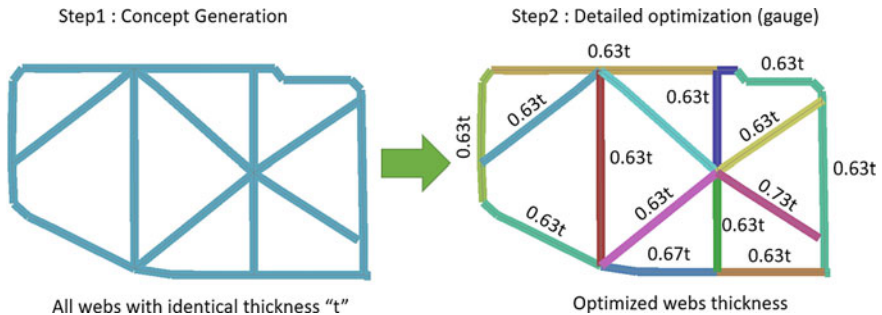 Step1 : Concept Generation
Step2 : Detailed optimization (gauge)
0.63t
0.63t
0.63t
0.63t
0.63t
0.63t
0.63t
0.63t
0.73t
0.63t
0.63t
0.63t
0.67t
0.63t
All webs with identical thickness “t”
Optimized webs thickness